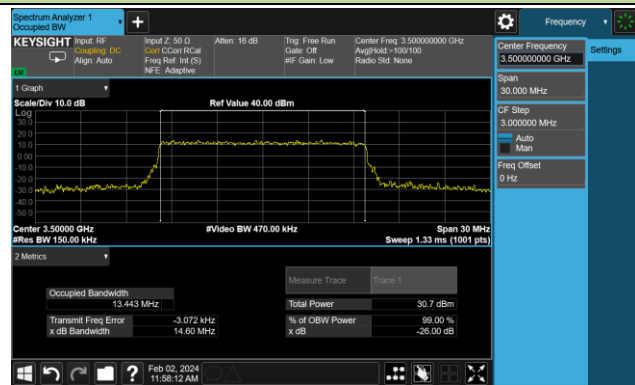 Spectrum Analyzer 1
Occupied BW
Frequency
KEYSIGHT
Input: RF
Coupling: DC
Align: Auto
Input Z: 50 Ω
Corr CCorr RCal
Freq Ref: Int (S)
NFE: Adaptive
Atten: 16 dB
Trig: Free Run
Gate: Off
#IF Gain: Low
Center Freq: 3.500000000 GHz
Avg|Hold:>100/100
Radio Std: None
Center Frequency
3.500000000 GHz
Settings
Span
30.000 MHz
CF Step
3.000000 MHz
Auto
Man
Freq Offset
0 Hz
1 Graph
Scale/Div 10.0 dB
Ref Value 40.00 dBm
Log
30.0
20.0
10.0
0.00
-10.0
-20.0
-30.0
-40.0
-50.0
Center 3.50000 GHz
#Video BW 470.00 kHz
Span 30 MHz
#Res BW 150.00 kHz
Sweep 1.33 ms (1001 pts)
2 Metrics
Measure Trace
Trace 1
Occupied Bandwidth
13.443 MHz
Total Power
30.7 dBm
Transmit Freq Error
-3.072 kHz
% of OBW Power
99.00 %
x dB Bandwidth
14.60 MHz
x dB
-26.00 dB
?
Feb 02, 2024
11:58:12 AM